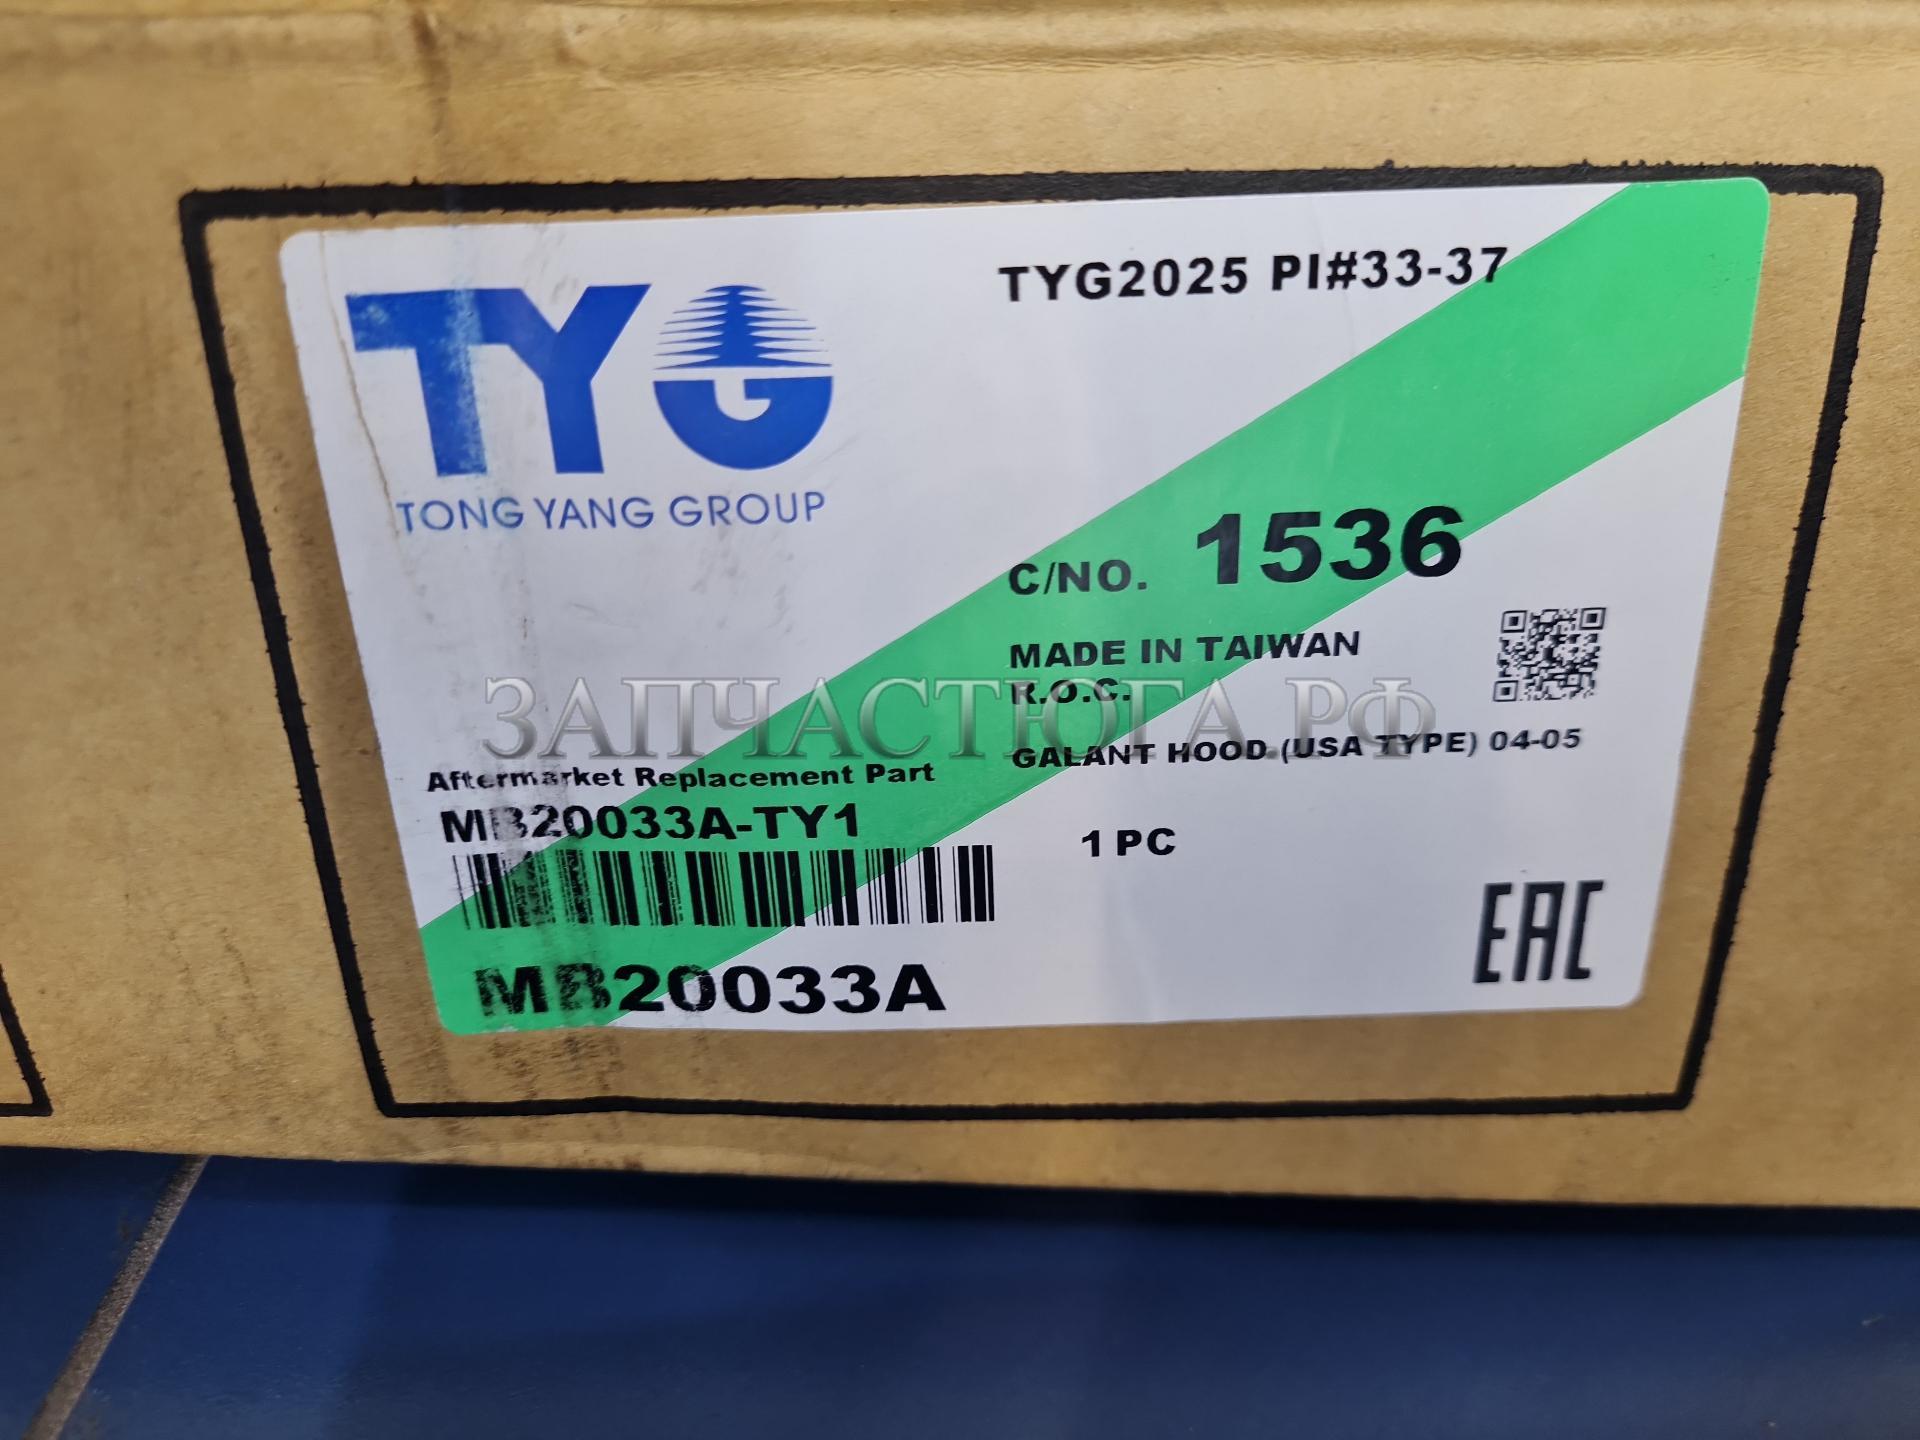 TYG
TONG YANG GROUP
TYG2025 PI#33-37
C/NO. 1536
MADE IN TAIWAN
R.O.C.
GALANT HOOD (USA TYPE) 04-05
1 PC
ЗАПЧАСТЮГА.РФ
Aftermarket Replacement Part
MB20033A-TY1
MB20033A
EAC